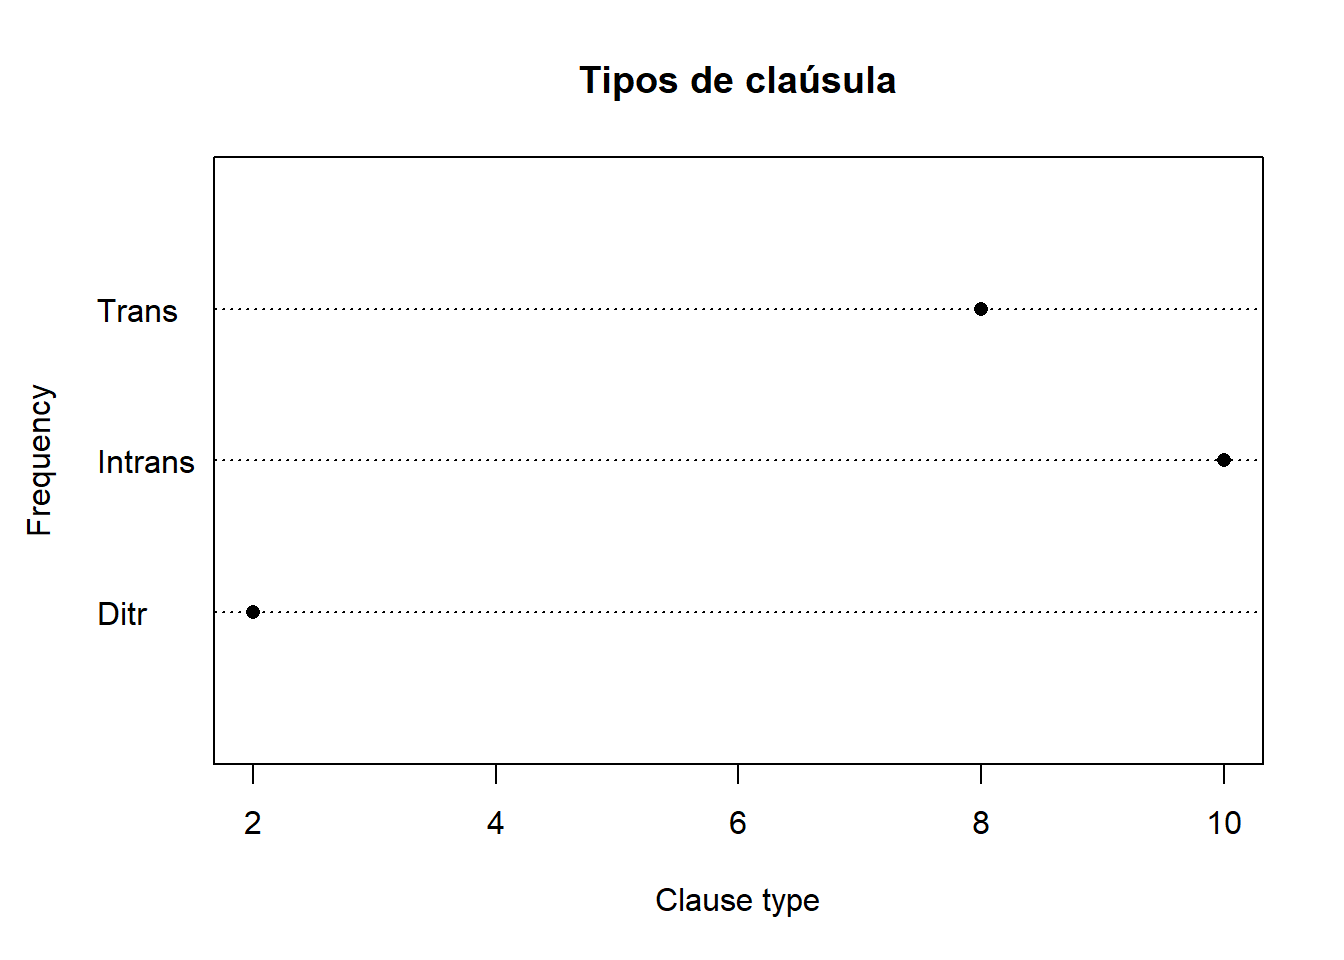 Tipos de claúsula
Trans
Intrans
Ditr
Frequency
2 4 6 8 10
Clause type